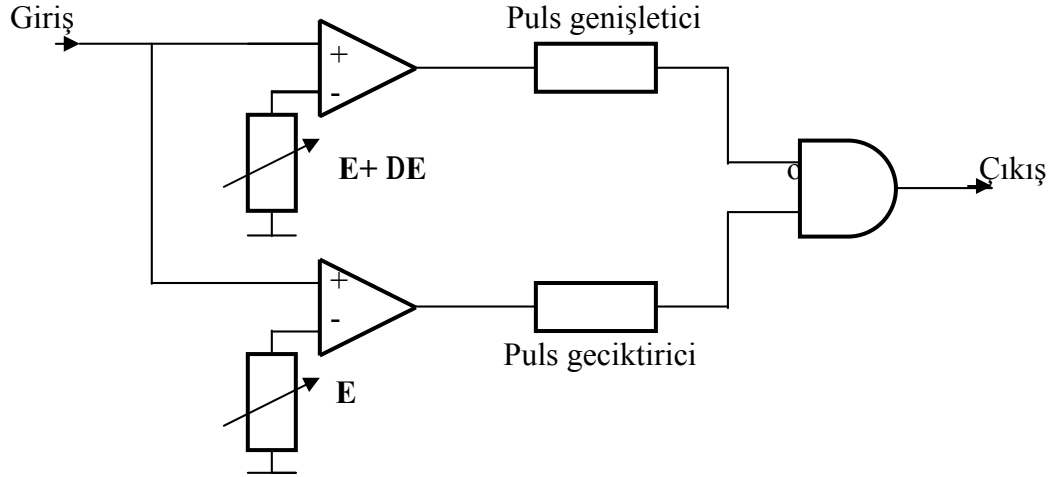 Giriş
Puls genişletici
+
-
E+ DE
o
Çıkış
+
-
Puls geciktirici
E